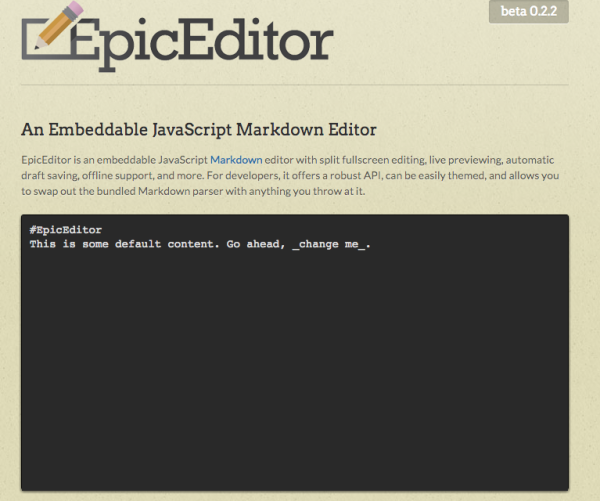 EpicEditor
beta 0.2.2
An Embeddable JavaScript Markdown Editor
EpicEditor is an embeddable JavaScript Markdown editor with split fullscreen editing, live previewing, automatic
draft saving, offline support, and more. For developers, it offers a robust API, can be easily themed, and allows you
to swap out the bundled Markdown parser with anything you throw at it.
#EpicEditor
This is some default content. Go ahead, _change me_.